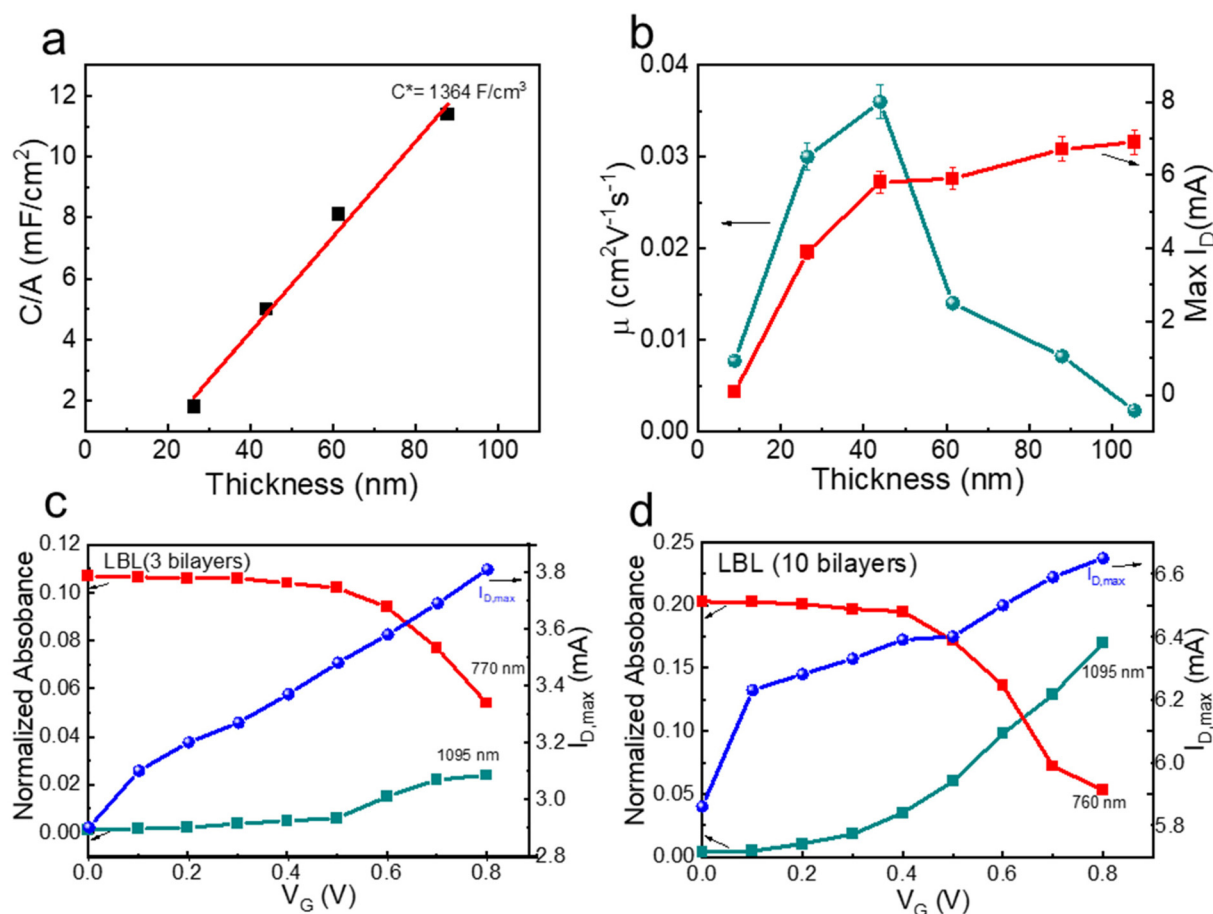 a
C*= 1364 F/cm³
C/A (mF/cm²)
12
10
8
6
4
2
0 20 40 60 80 100
Thickness (nm)
b
μ (cm²V⁻¹s⁻¹)
0.04
0.03
0.02
0.01
0.00
8
6
4
2
0
Max I_D(mA)
0 20 40 60 80 100
Thickness (nm)
c
LBL(3 bilayers)
Normalized Absobance
0.12
0.10
0.08
0.06
0.04
0.02
0.00
I_D,max
770 nm
1095 nm
3.8
3.6
3.4
3.2
3.0
2.8
I_D,max (mA)
0.0 0.2 0.4 0.6 0.8
V_G (V)
d
LBL (10 bilayers)
Normalized Absobance
0.25
0.20
0.15
0.10
0.05
0.00
I_D,max
1095 nm
760 nm
6.6
6.4
6.2
6.0
5.8
I_D,max (mA)
0.0 0.2 0.4 0.6 0.8
V_G (V)